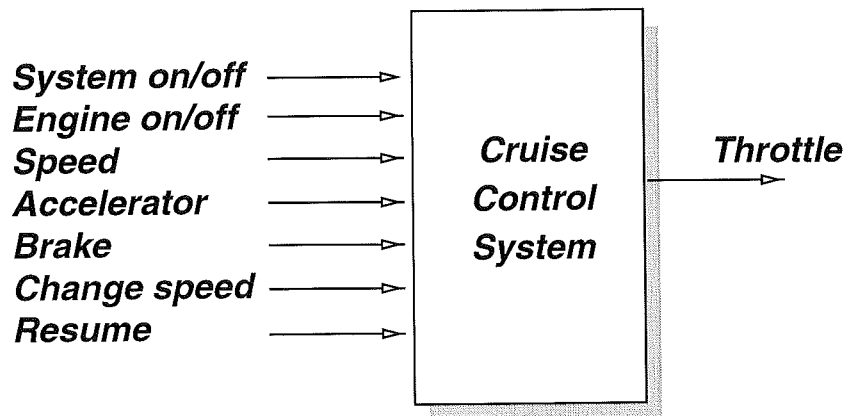 System on/off
Engine on/off
Speed
Accelerator
Brake
Change speed
Resume
Cruise
Control
System
Throttle